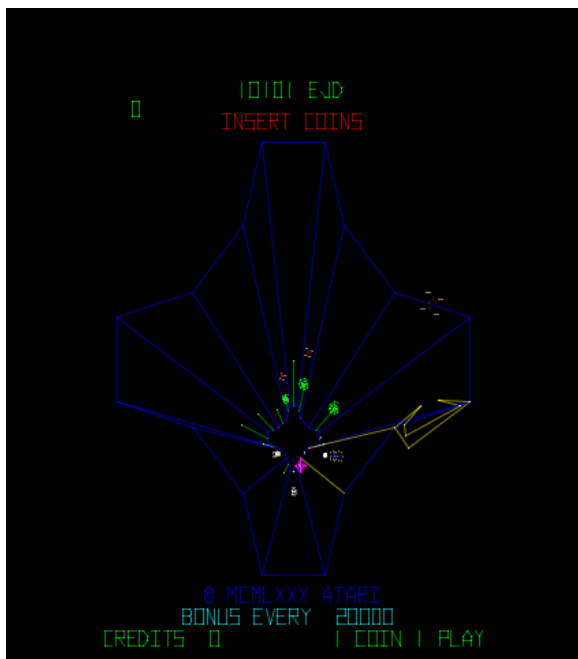 10101 EJD
0
INSERT COINS
© MCMLXXX ATARI
BONUS EVERY 20000
CREDITS 0 1 COIN 1 PLAY